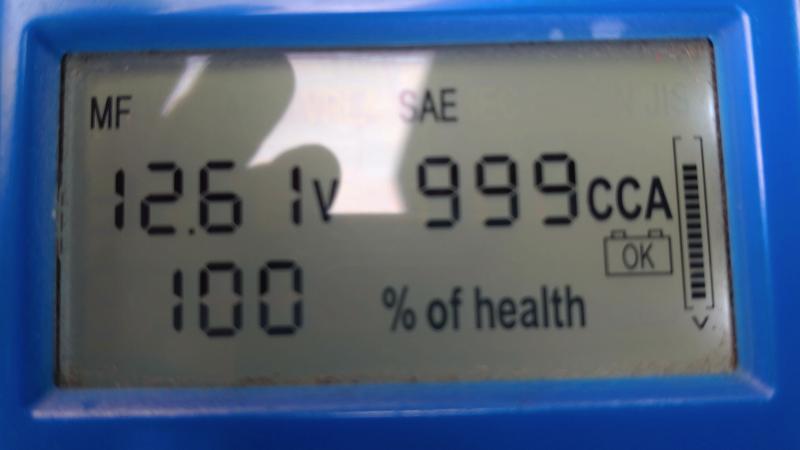 MF SAE
12.61V 999CCA
OK
100 % of health